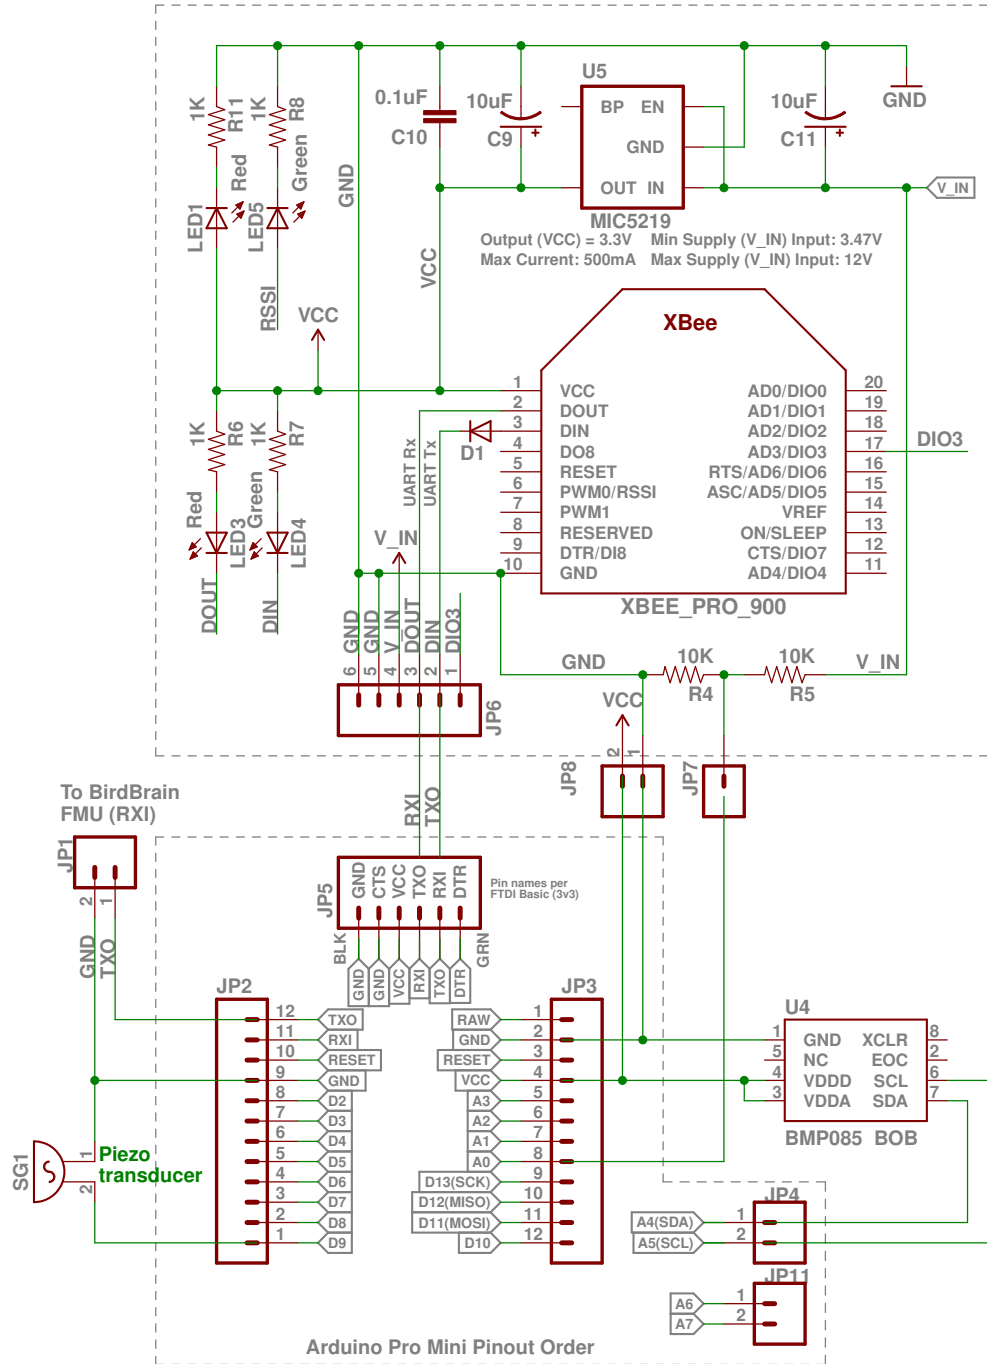 U5
BP EN
GND
OUT IN
MIC5219
0.1uF
C10
10uF
C9
10uF
C11
GND
V_IN
1K
R11
1K
R8
Red
Green
LED1
LED5
GND
VCC
RSSI
VCC
Output (VCC) = 3.3V Min Supply (V_IN) Input: 3.47V
Max Current: 500mA Max Supply (V_IN) Input: 12V
XBee
1 VCC AD0/DIO0 20
2 DOUT AD1/DIO1 19
3 DIN AD2/DIO2 18
4 DO8 AD3/DIO3 17
5 RESET RTS/AD6/DIO6 16
6 PWM0/RSSI ASC/AD5/DIO5 15
7 PWM1 VREF 14
8 RESERVED ON/SLEEP 13
9 DTR/DI8 CTS/DIO7 12
10 GND AD4/DIO4 11
XBEE_PRO_900
DIO3
D1
UART Rx
UART Tx
1K
R6
1K
R7
Red
Green
LED3
LED4
DOUT
DIN
V_IN
GND
GND
V_IN
DOUT
DIN
DIO3
6
5
4
3
2
1
JP6
GND
10K
R4
10K
R5
V_IN
VCC
2
1
JP8
JP7
RXI
TXO
To BirdBrain
FMU (RXI)
JP1
2
1
GND
TXO
JP5
GND
CTS
VCC
TXO
RXI
DTR
Pin names per
FTDI Basic (3v3)
BLK
GRN
GND
GND
VCC
RXI
TXO
DTR
JP2
12 TXO
11 RXI
10 RESET
9 GND
8 D2
7 D3
6 D4
5 D5
4 D6
3 D7
2 D8
1 D9
JP3
RAW 1
GND 2
RESET 3
VCC 4
A3 5
A2 6
A1 7
A0 8
D13(SCK) 9
D12(MISO) 10
D11(MOSI) 11
D10 12
U4
1 GND XCLR 8
5 NC EOC 2
4 VDDD SCL 6
3 VDDA SDA 7
BMP085 BOB
SG1
1
2
Piezo
transducer
JP4
A4(SDA) 1
A5(SCL) 2
JP11
A6 1
A7 2
Arduino Pro Mini Pinout Order